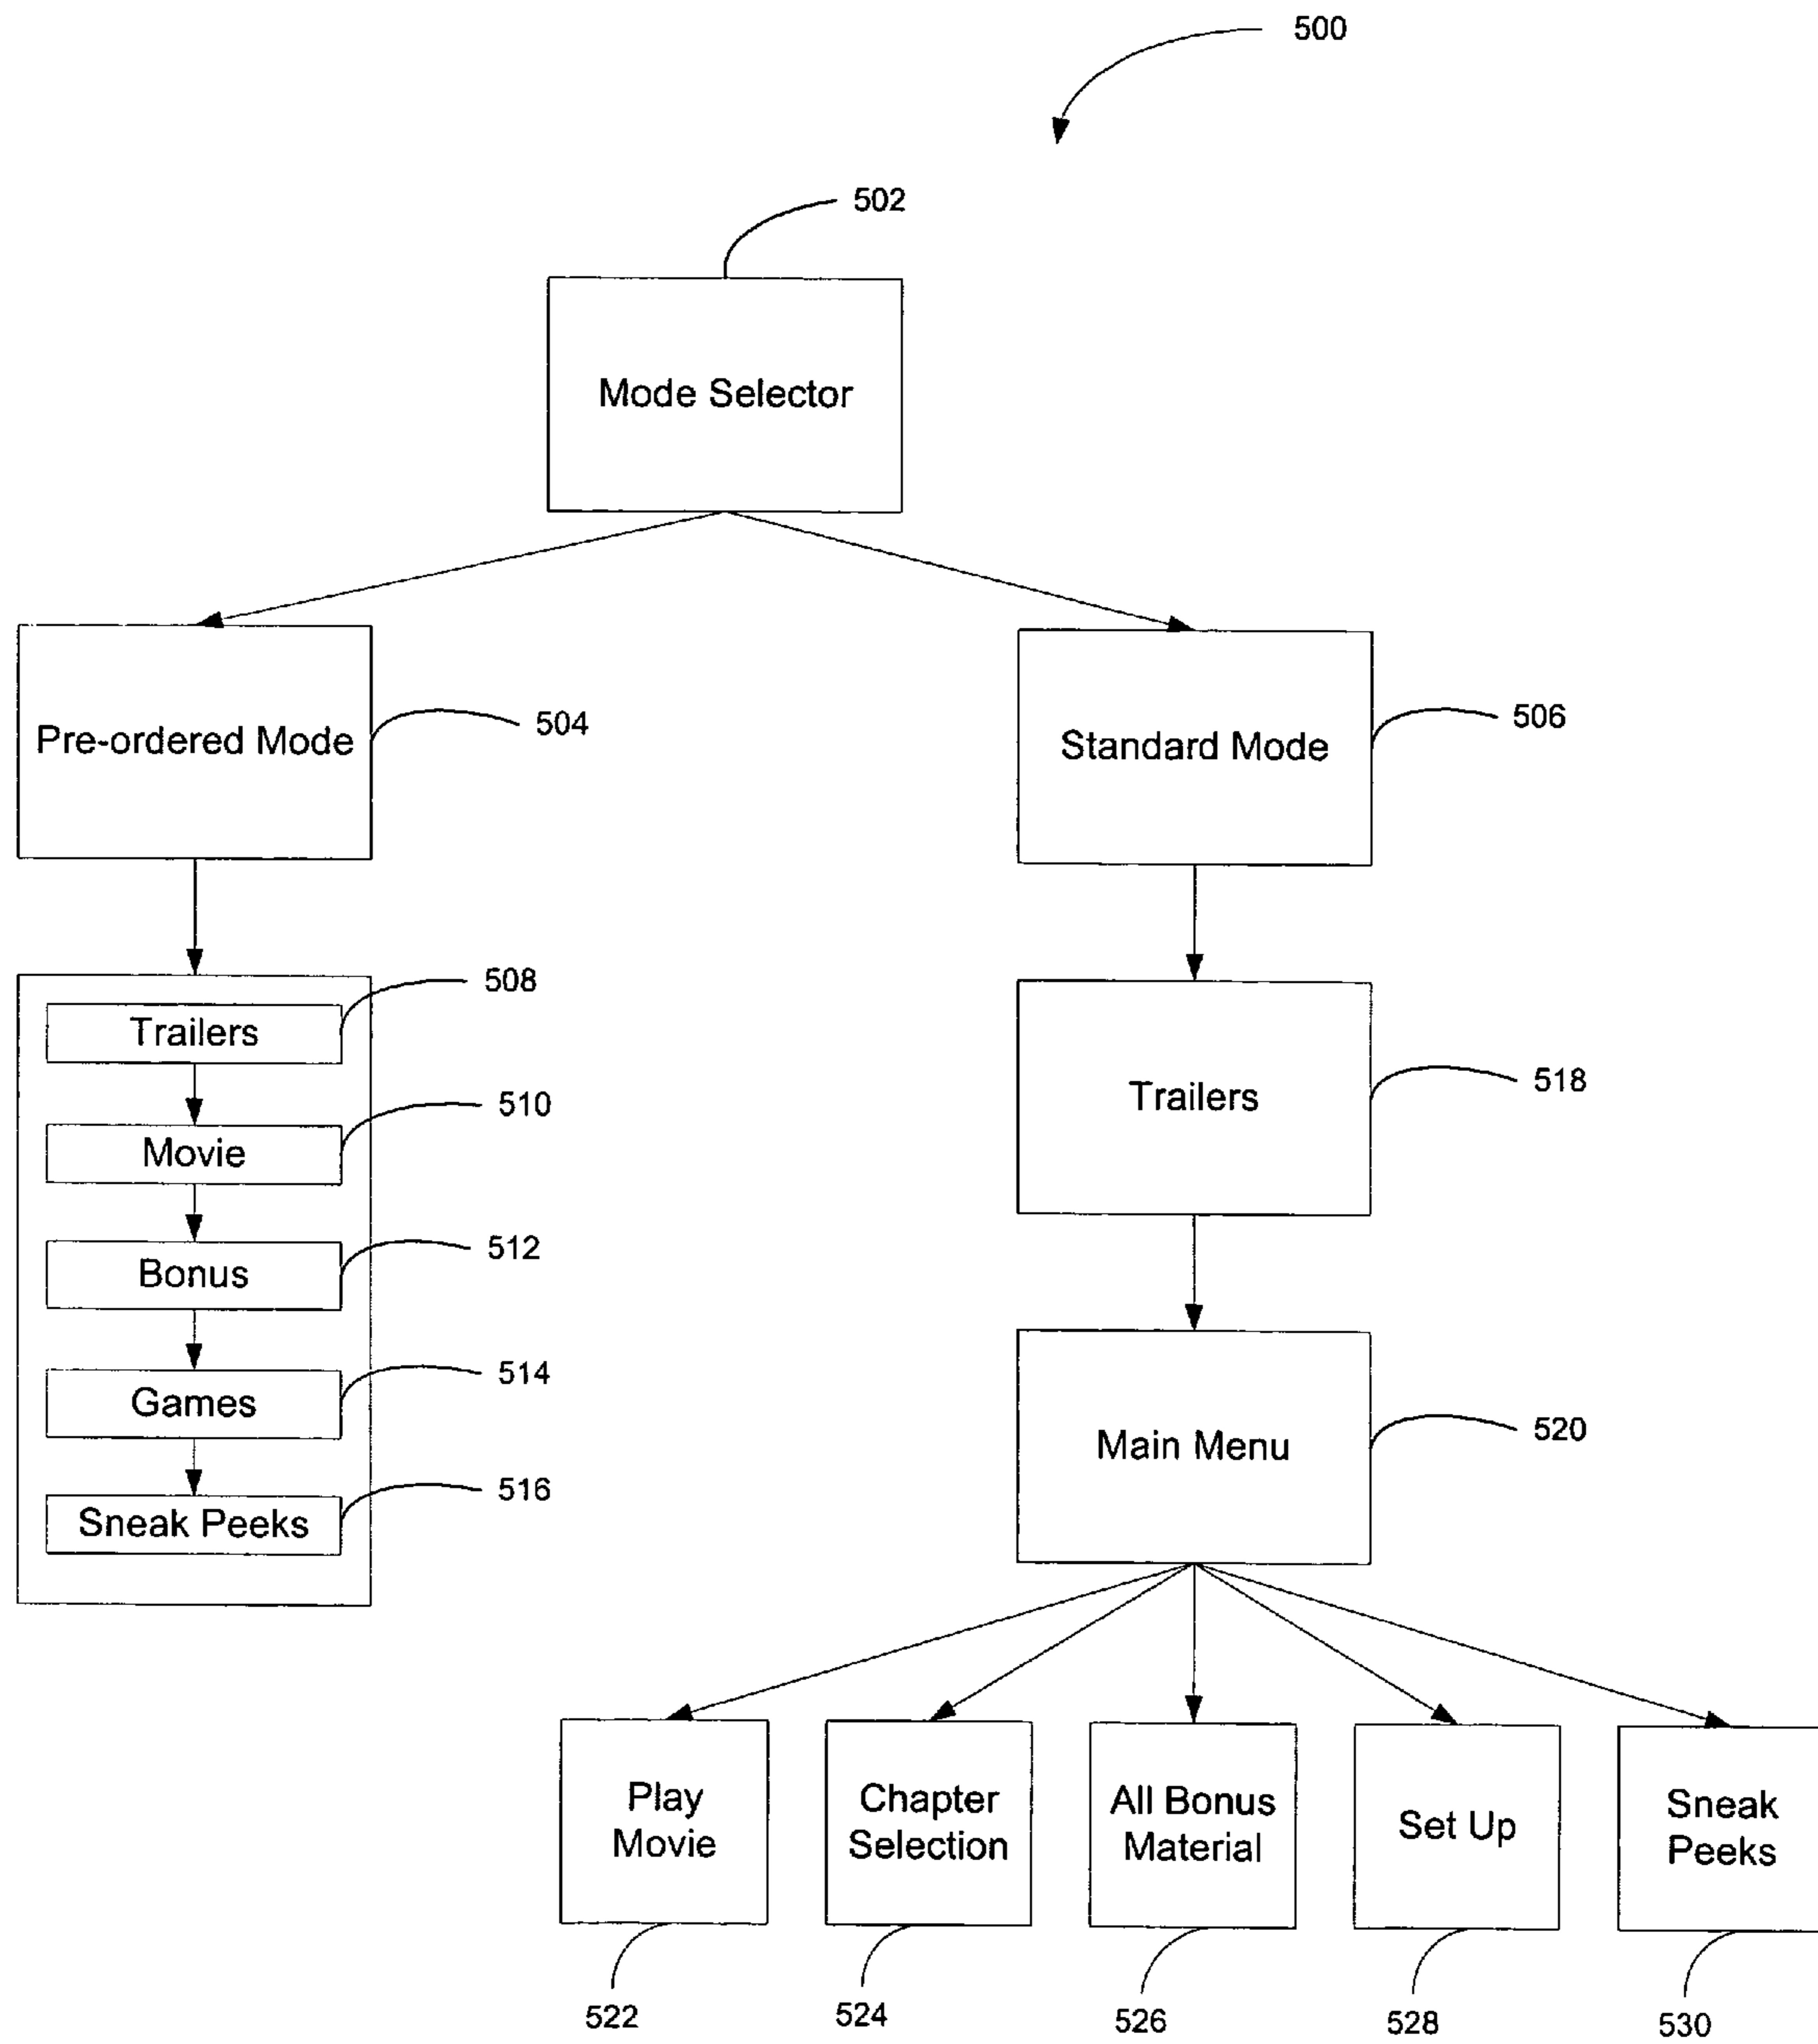 500
502
Mode Selector
Pre-ordered Mode
504
Standard Mode
506
Trailers
508
Movie
510
Bonus
512
Games
514
Sneak Peeks
516
Trailers
518
Main Menu
520
Play
Movie
Chapter
Selection
All Bonus
Material
Set Up
Sneak
Peeks
522
524
526
528
530